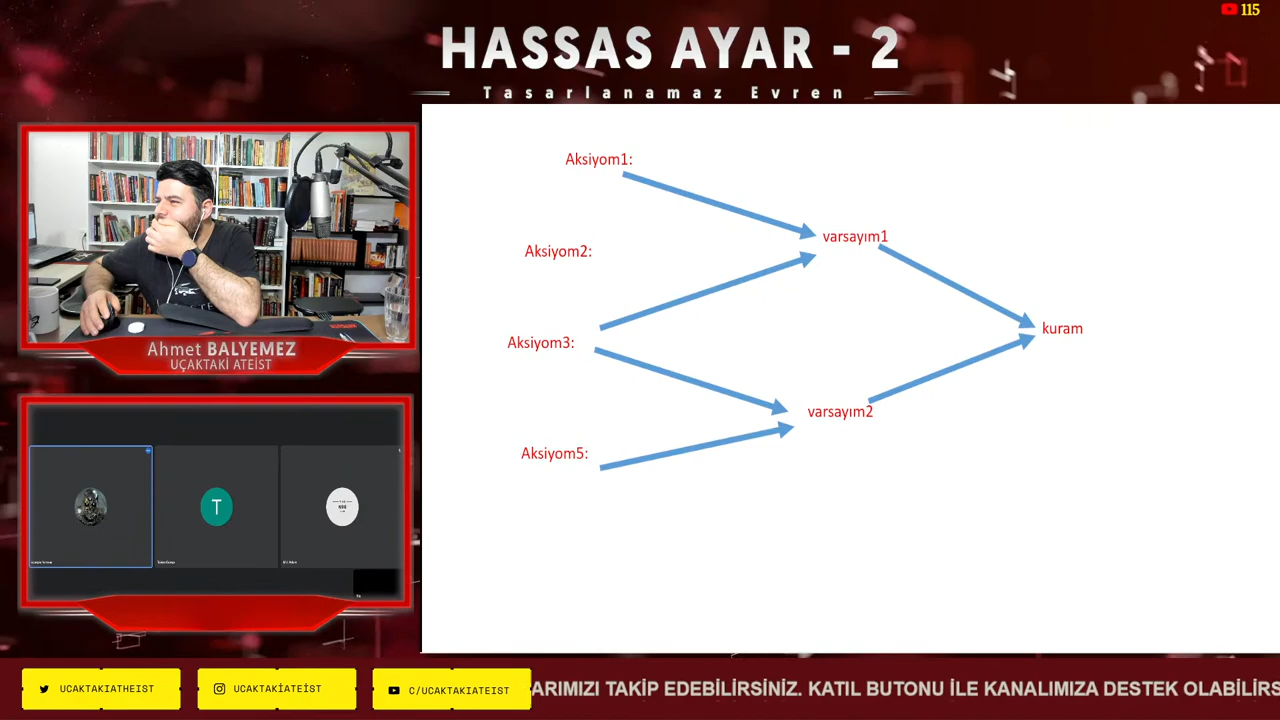 115
HASSAS AYAR - 2
Tasarlanamaz Evren
Aksiyom1:
varsayım1
Aksiyom2:
kuram
Aksiyom3:
varsayım2
Aksiyom5:
Ahmet BALYEMEZ
UÇAKTAKİ ATEİST
T
UCAKTAKIATHEIST
UCAKTAKİATEİST
C/UCAKTAKIATEIST
ARIMIZI TAKİP EDEBİLİRSİNİZ. KATIL BUTONU İLE KANALIMIZA DESTEK OLABİLİRS